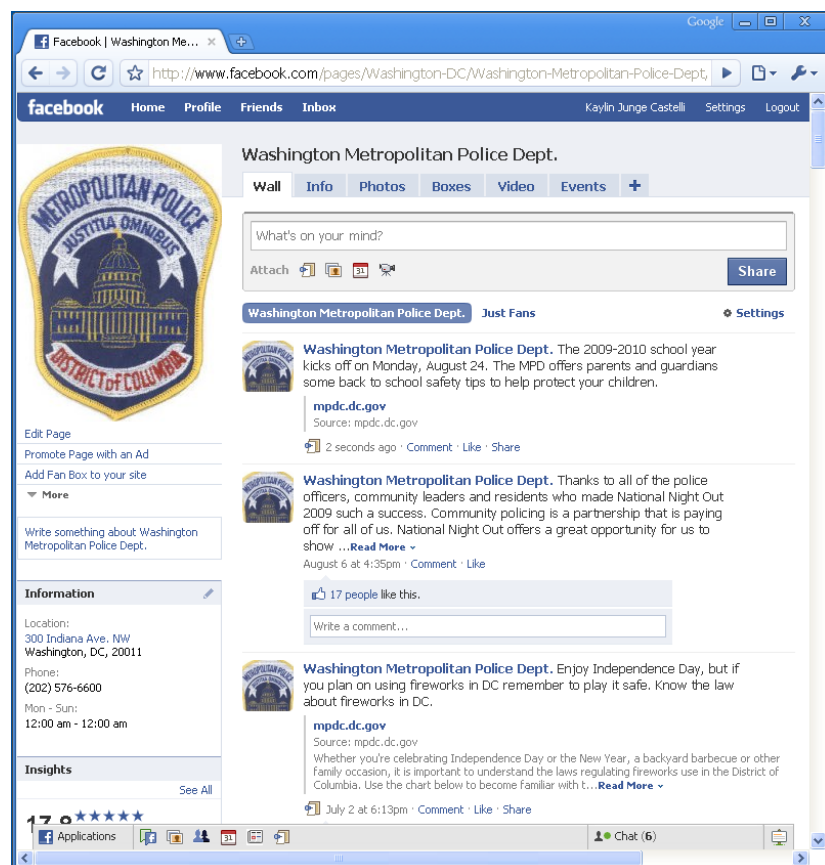 Google
Facebook | Washington Me...
http://www.facebook.com/pages/Washington-DC/Washington-Metropolitan-Police-Dept,
facebook Home Profile Friends Inbox Kaylin Junge Castelli Settings Logout
METROPOLITAN POLICE
JUSTITIA OMNIBUS
DISTRICT OF COLUMBIA
Edit Page
Promote Page with an Ad
Add Fan Box to your site
More
Write something about Washington
Metropolitan Police Dept.
Information
Location:
300 Indiana Ave. NW
Washington, DC, 20011
Phone:
(202) 576-6600
Mon - Sun:
12:00 am - 12:00 am
Insights
See All
Washington Metropolitan Police Dept.
Wall Info Photos Boxes Video Events +
What's on your mind?
Attach 31 Share
Washington Metropolitan Police Dept. Just Fans Settings
Washington Metropolitan Police Dept. The 2009-2010 school year
kicks off on Monday, August 24. The MPD offers parents and guardians
some back to school safety tips to help protect your children.
mpdc.dc.gov
Source: mpdc.dc.gov
2 seconds ago · Comment · Like · Share
Washington Metropolitan Police Dept. Thanks to all of the police
officers, community leaders and residents who made National Night Out
2009 such a success. Community policing is a partnership that is paying
off for all of us. National Night Out offers a great opportunity for us to
show ...Read More
August 6 at 4:35pm · Comment · Like
17 people like this.
Write a comment...
Washington Metropolitan Police Dept. Enjoy Independence Day, but if
you plan on using fireworks in DC remember to play it safe. Know the law
about fireworks in DC.
mpdc.dc.gov
Source: mpdc.dc.gov
Whether you're celebrating Independence Day or the New Year, a backyard barbecue or other
family occasion, it is important to understand the laws regulating fireworks use in the District of
Columbia. Use the chart below to become familiar with t...Read More
July 2 at 6:13pm · Comment · Like · Share
Applications 31 Chat (6)